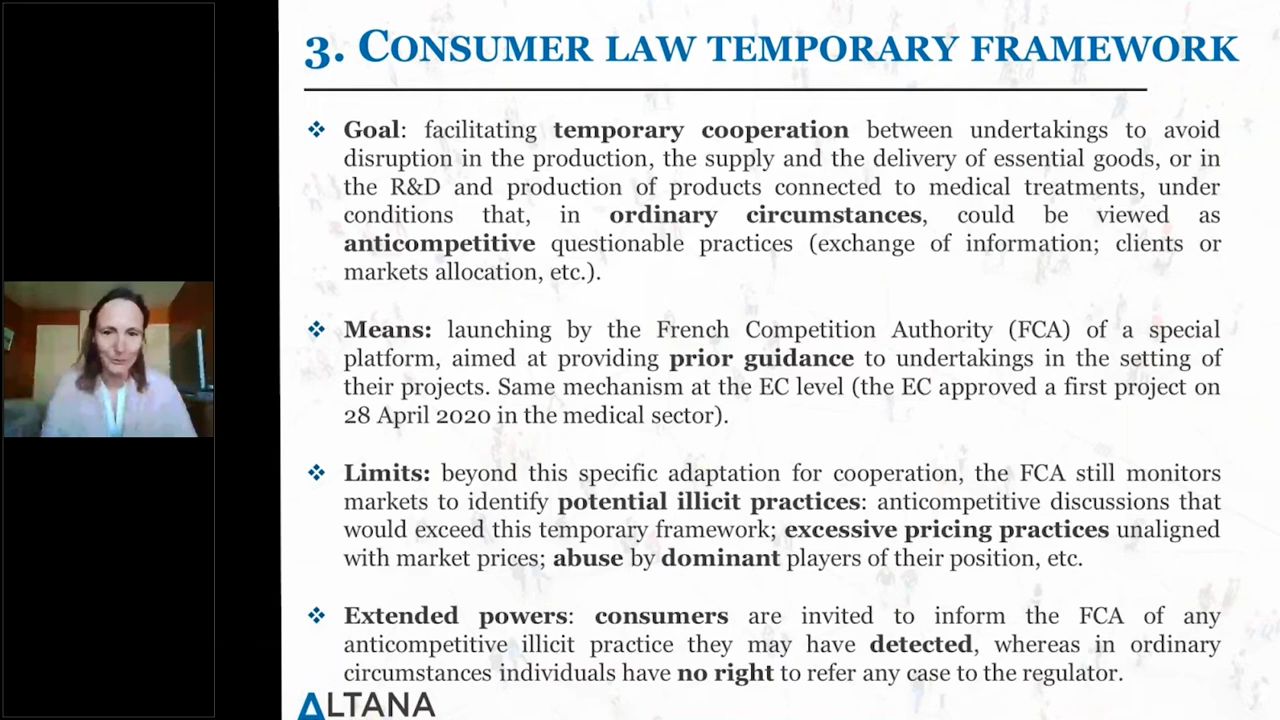 3. CONSUMER LAW TEMPORARY FRAMEWORK
❖ Goal: facilitating temporary cooperation between undertakings to avoid
disruption in the production, the supply and the delivery of essential goods, or in
the R&D and production of products connected to medical treatments, under
conditions that, in ordinary circumstances, could be viewed as
anticompetitive questionable practices (exchange of information; clients or
markets allocation, etc.).
❖ Means: launching by the French Competition Authority (FCA) of a special
platform, aimed at providing prior guidance to undertakings in the setting of
their projects. Same mechanism at the EC level (the EC approved a first project on
28 April 2020 in the medical sector).
❖ Limits: beyond this specific adaptation for cooperation, the FCA still monitors
markets to identify potential illicit practices: anticompetitive discussions that
would exceed this temporary framework; excessive pricing practices unaligned
with market prices; abuse by dominant players of their position, etc.
❖ Extended powers: consumers are invited to inform the FCA of any
anticompetitive illicit practice they may have detected, whereas in ordinary
circumstances individuals have no right to refer any case to the regulator.
ALTANA